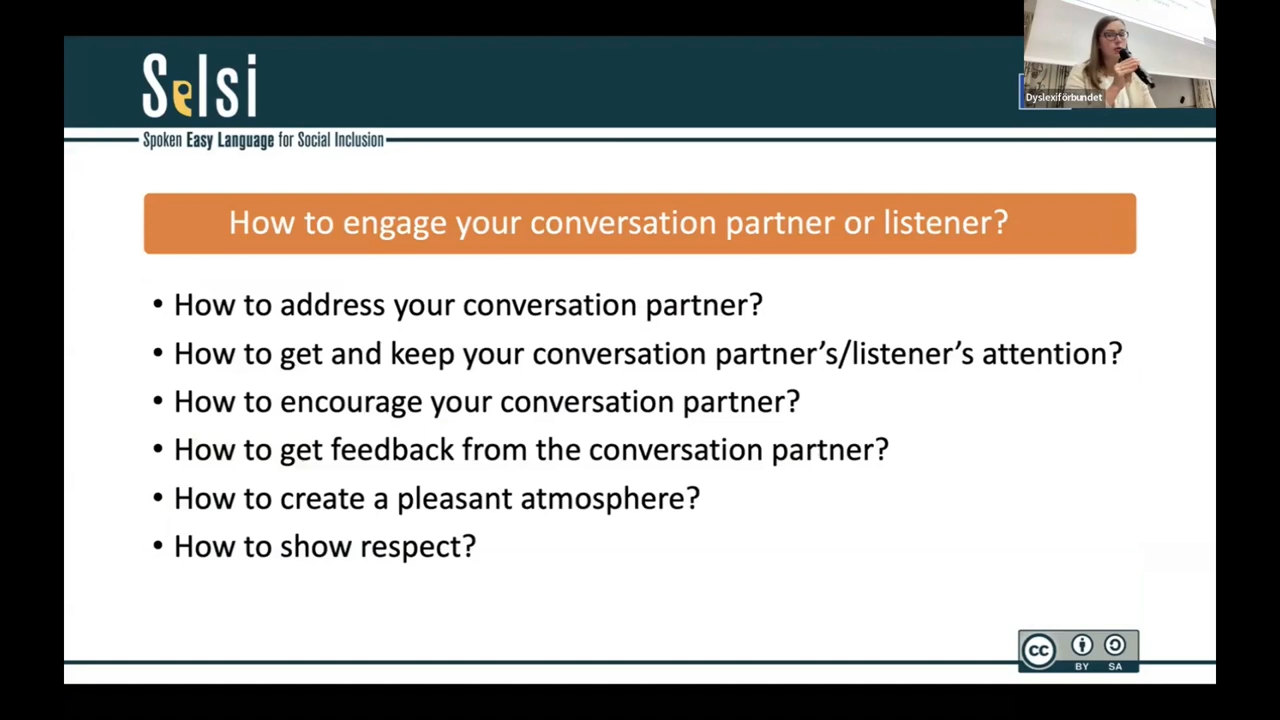 Selsi
Spoken Easy Language for Social Inclusion
Dyslexiförbundet
How to engage your conversation partner or listener?
• How to address your conversation partner?
• How to get and keep your conversation partner’s/listener’s attention?
• How to encourage your conversation partner?
• How to get feedback from the conversation partner?
• How to create a pleasant atmosphere?
• How to show respect?
CC
BY SA